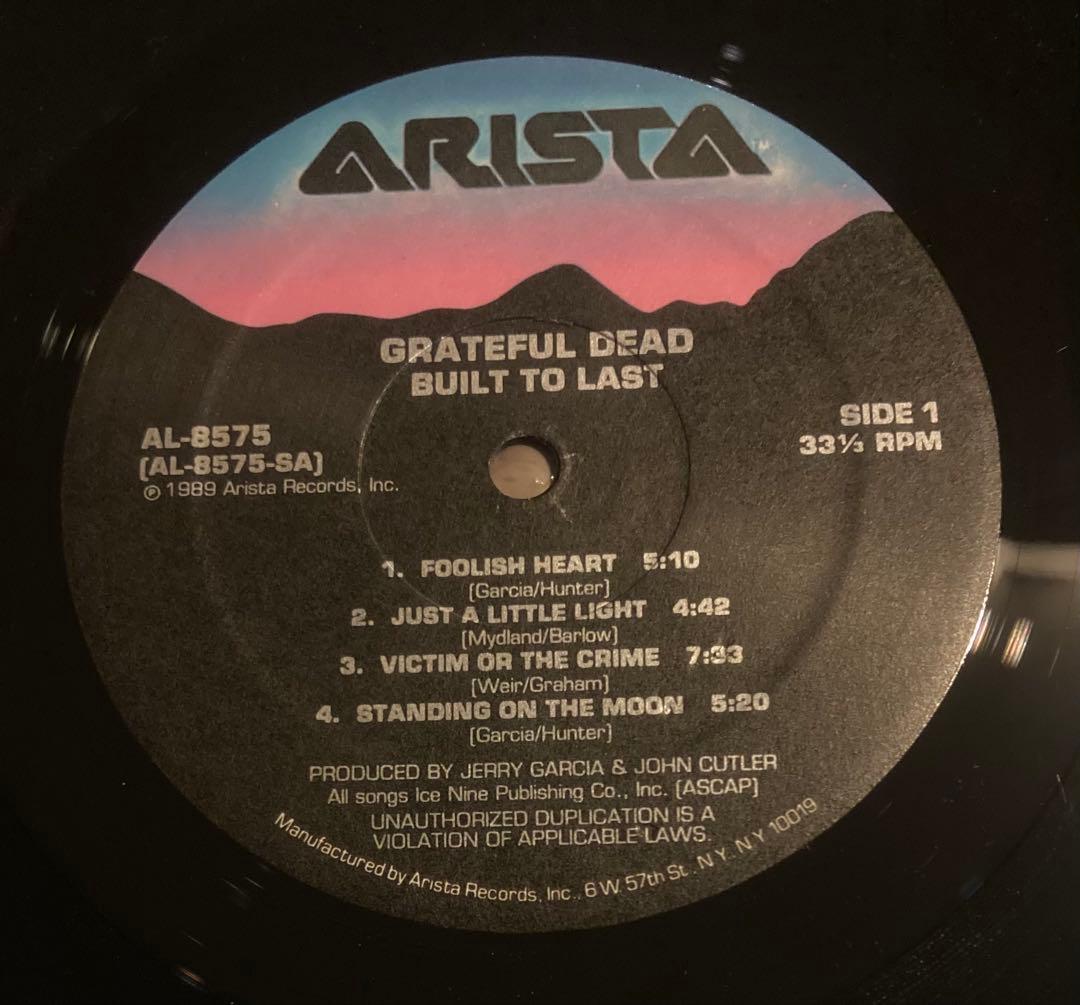 ARISTA™
GRATEFUL DEAD
BUILT TO LAST
AL-8575
(AL-8575-SA)
℗ 1989 Arista Records, Inc.
SIDE 1
33⅓ RPM
1. FOOLISH HEART 5:10
(Garcia/Hunter)
2. JUST A LITTLE LIGHT 4:42
(Mydland/Barlow)
3. VICTIM OR THE CRIME 7:33
(Weir/Graham)
4. STANDING ON THE MOON 5:20
(Garcia/Hunter)
PRODUCED BY JERRY GARCIA & JOHN CUTLER
All songs Ice Nine Publishing Co., Inc. (ASCAP)
UNAUTHORIZED DUPLICATION IS A
VIOLATION OF APPLICABLE LAWS.
Manufactured by Arista Records, Inc., 6 W. 57th St., N.Y. N.Y. 10019